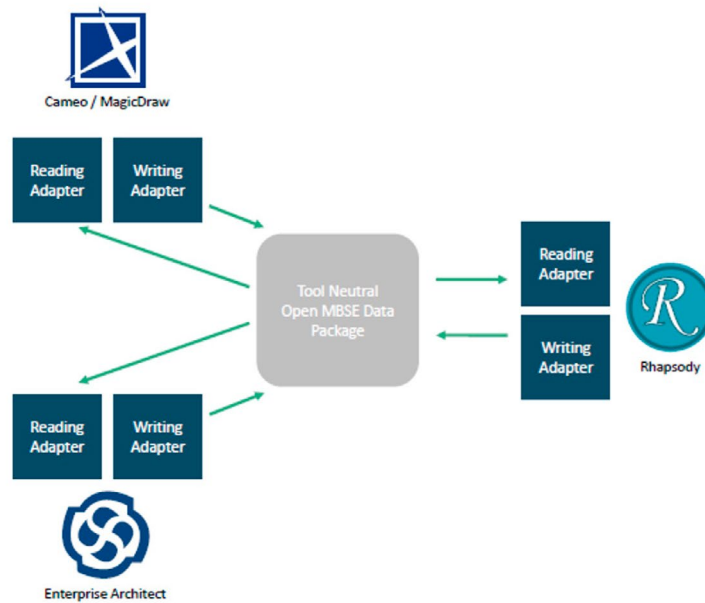 Cameo / MagicDraw
Reading
Adapter
Writing
Adapter
Tool Neutral
Open MBSE Data
Package
Reading
Adapter
Writing
Adapter
R
Rhapsody
Reading
Adapter
Writing
Adapter
Enterprise Architect